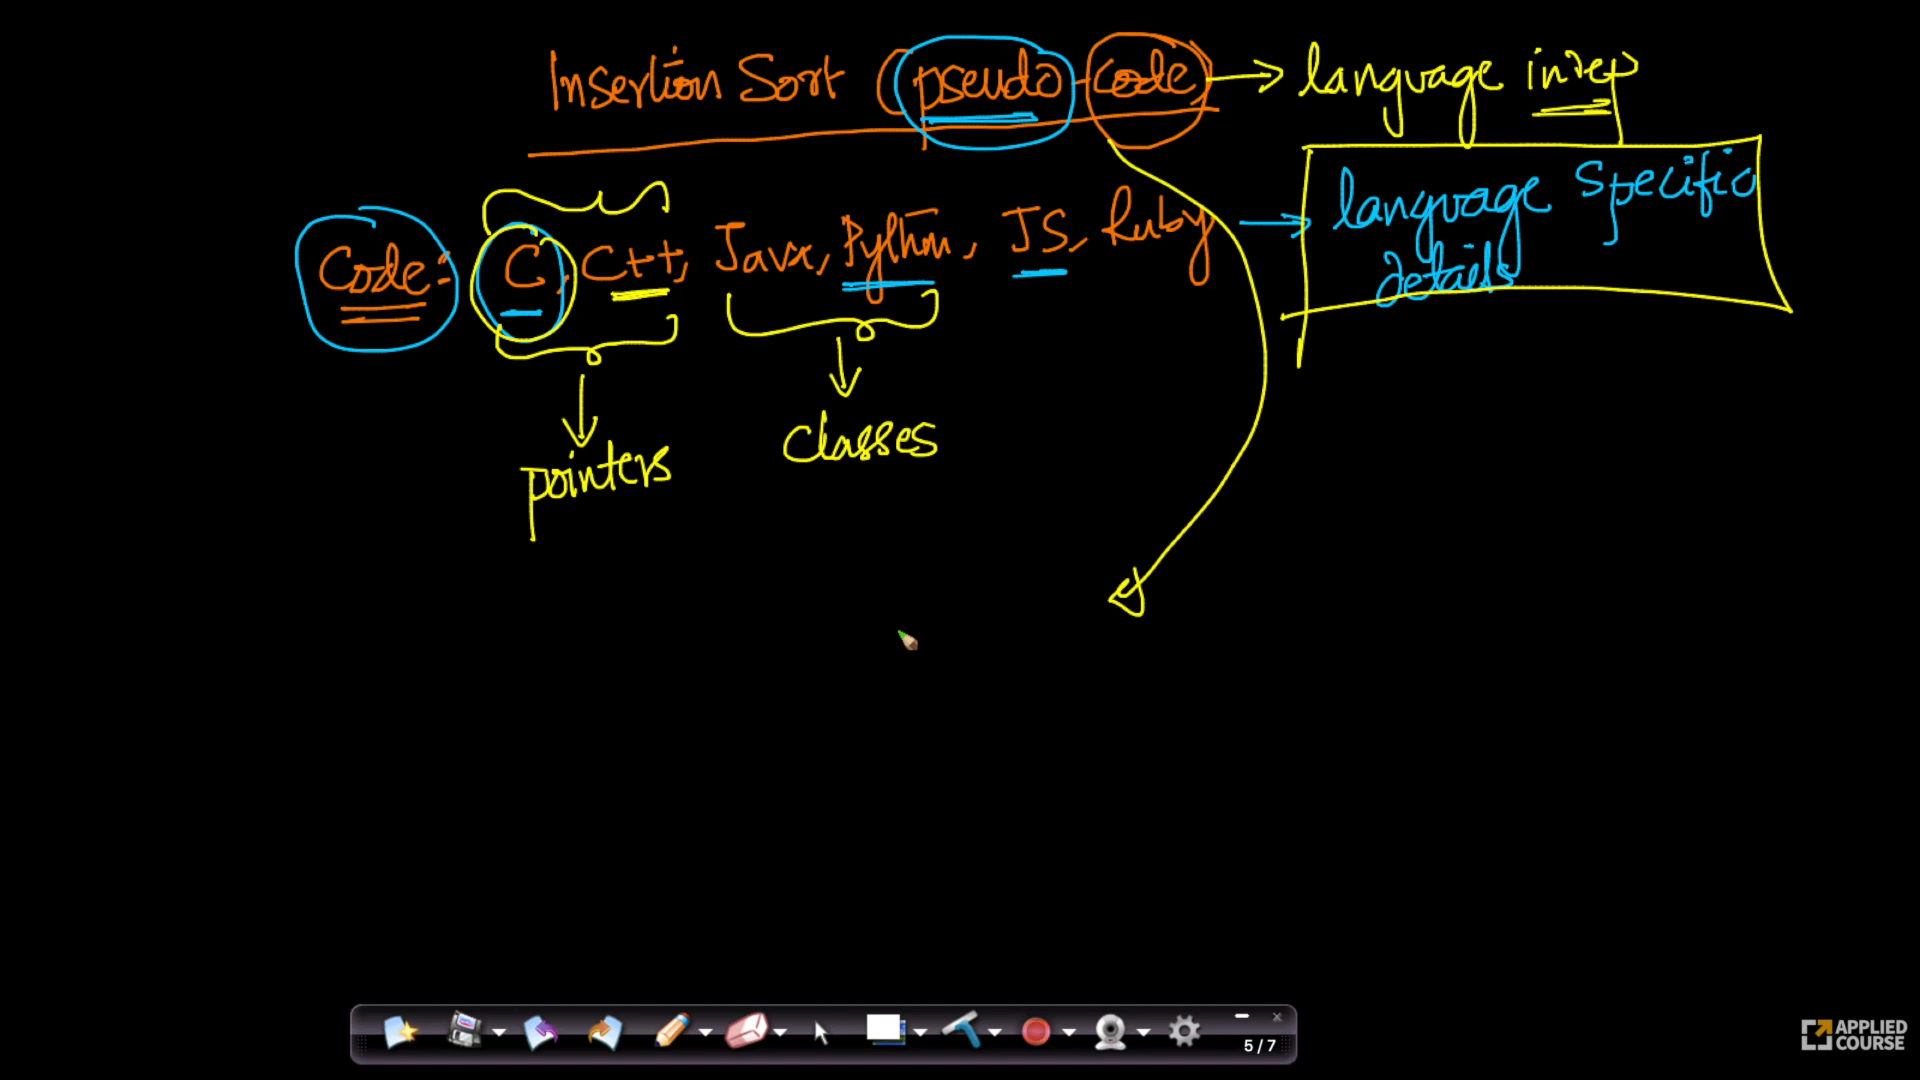 Insertion Sort (pseudo-code) → language indep
Code: C, C++, Java, Python, JS, Ruby → language specific details
pointers
classes
5/7
APPLIED
COURSE